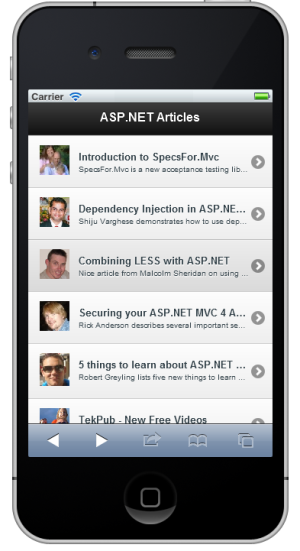 Carrier
ASP.NET Articles
Introduction to SpecsFor.Mvc
SpecsFor.Mvc is a new acceptance testing lib...
Dependency Injection in ASP.NE...
Shiju Varghese demonstrates how to use dep...
Combining LESS with ASP.NET
Nice article from Malcolm Sheridan on using ...
Securing your ASP.NET MVC 4 A...
Rick Anderson describes several important se...
5 things to learn about ASP.NET ...
Robert Greyling lists five new things to learn ...
TekPub - New Free Videos